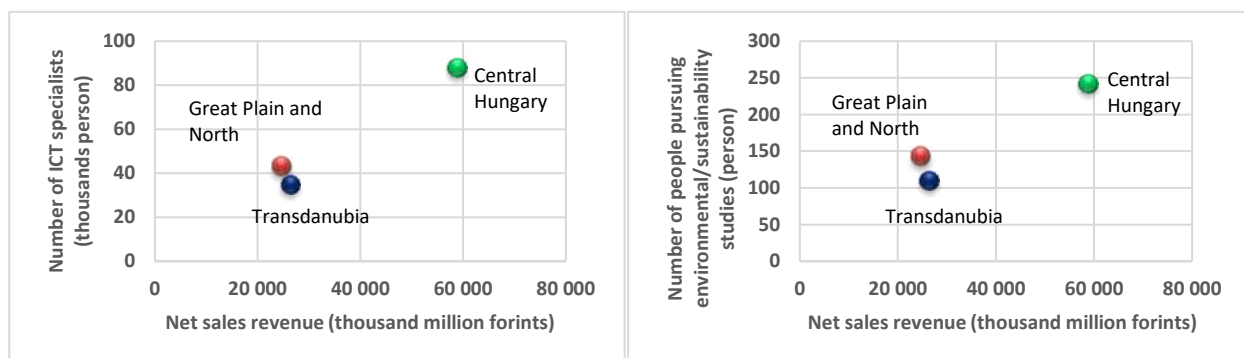 Number of ICT specialists
(thousands person)
100
80
60
40
20
0
Central
Hungary
Great Plain and
North
Transdanubia
0 20 000 40 000 60 000 80 000
Net sales revenue (thousand million forints)
Number of people pursuing
environmental/sustainability
studies (person)
300
250
200
150
100
50
0
Central
Hungary
Great Plain
and North
Transdanubia
0 20 000 40 000 60 000 80 000
Net sales revenue (thousand million forints)